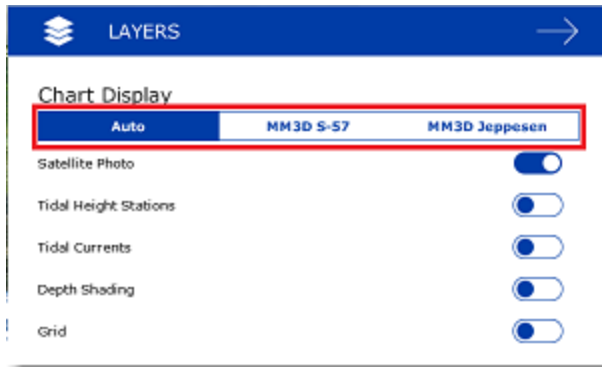 LAYERS
Chart Display
Auto MM3D S-57 MM3D Jeppesen
Satellite Photo
Tidal Height Stations
Tidal Currents
Depth Shading
Grid